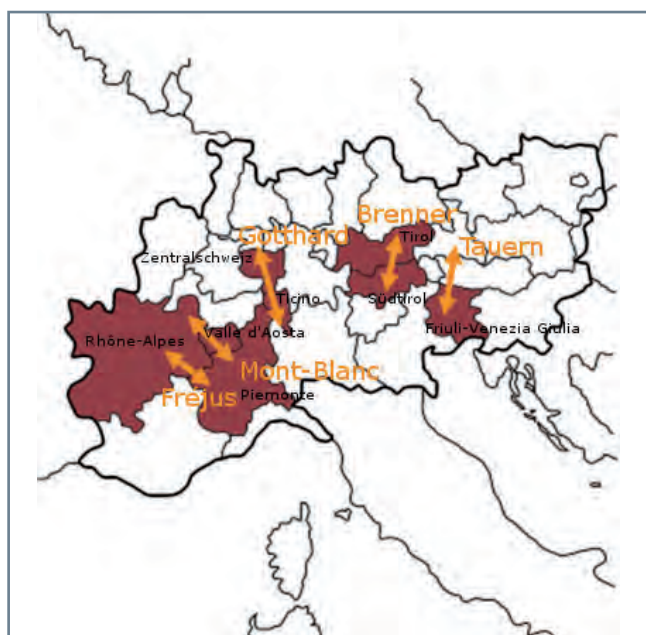 Brenner
Gotthard
Tirol
Tauern
Zentralschweiz
Ticino
Südtirol
Rhône-Alpes
Valle d'Aosta
Friuli-Venezia Giulia
Mont-Blanc
Frejus
Piemonte